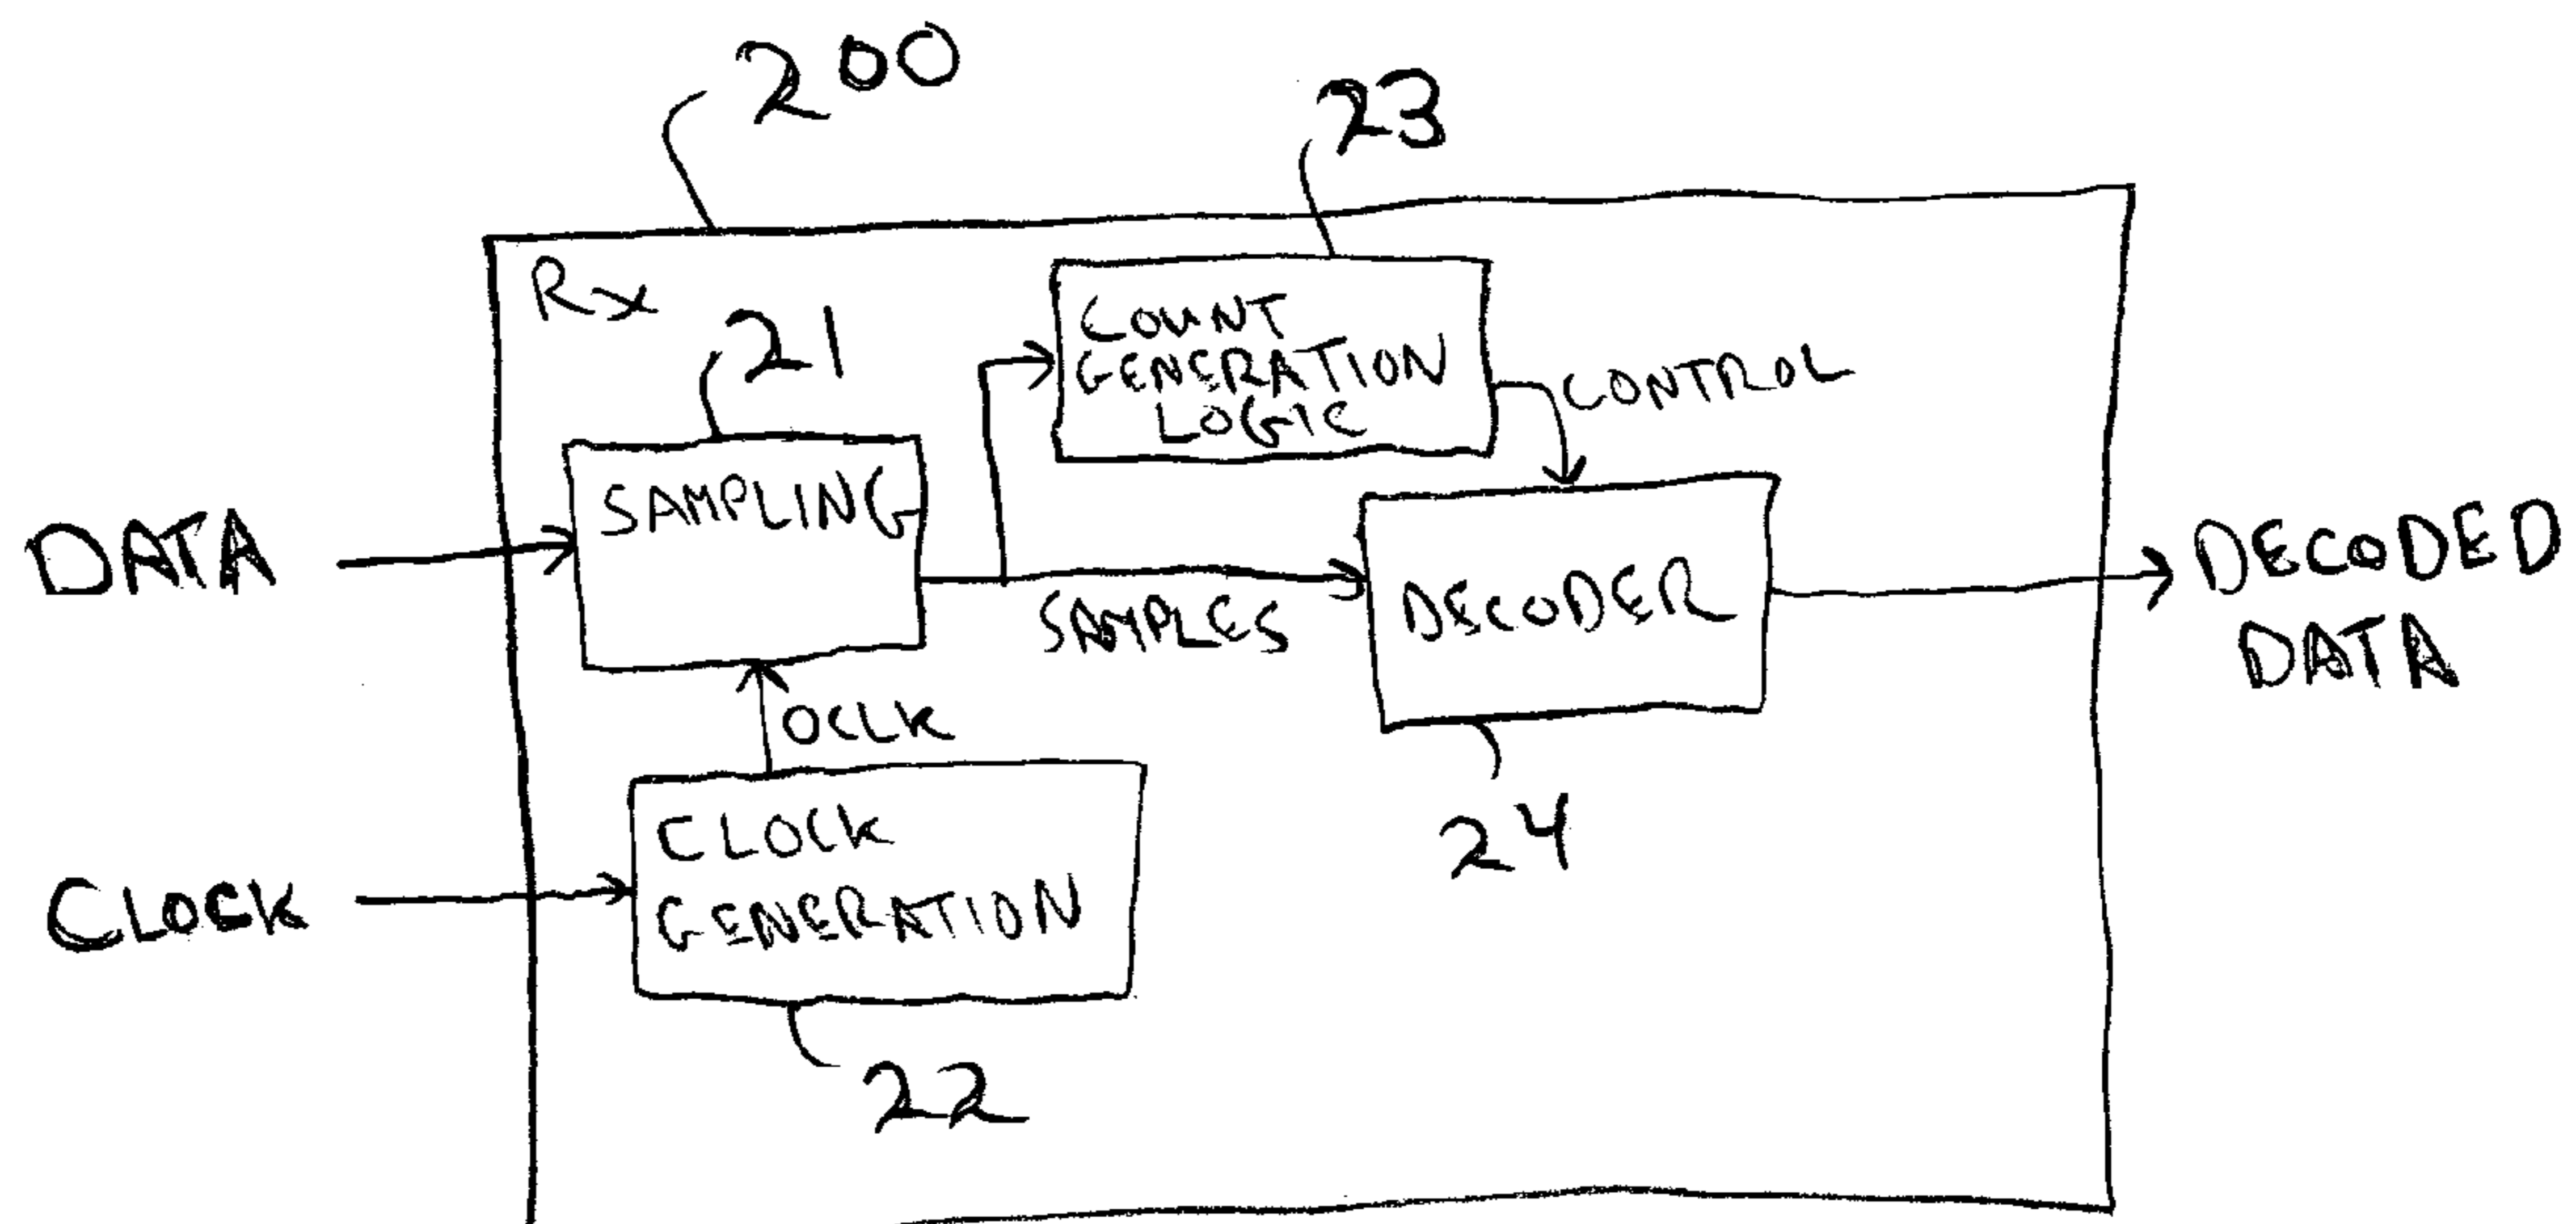 200
23
Rx
COUNT
GENERATION
LOGIC
21
CONTROL
SAMPLING
DATA
DECODED
DATA
SAMPLES
DECODER
OCLK
CLOCK
GENERATION
24
CLOCK
22